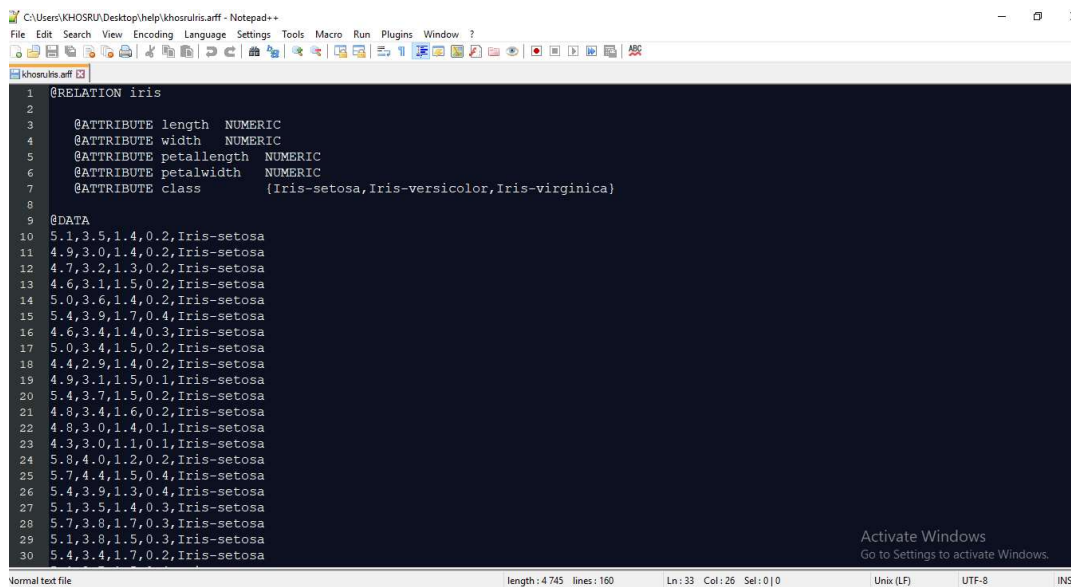 C:\Users\KHOSRU\Desktop\help\khosruIris.arff - Notepad++
File Edit Search View Encoding Language Settings Tools Macro Run Plugins Window ?
khosruIris.arff
1 @RELATION iris
2
3 @ATTRIBUTE length NUMERIC
4 @ATTRIBUTE width NUMERIC
5 @ATTRIBUTE petallength NUMERIC
6 @ATTRIBUTE petalwidth NUMERIC
7 @ATTRIBUTE class {Iris-setosa,Iris-versicolor,Iris-virginica}
8
9 @DATA
10 5.1,3.5,1.4,0.2,Iris-setosa
11 4.9,3.0,1.4,0.2,Iris-setosa
12 4.7,3.2,1.3,0.2,Iris-setosa
13 4.6,3.1,1.5,0.2,Iris-setosa
14 5.0,3.6,1.4,0.2,Iris-setosa
15 5.4,3.9,1.7,0.4,Iris-setosa
16 4.6,3.4,1.4,0.3,Iris-setosa
17 5.0,3.4,1.5,0.2,Iris-setosa
18 4.4,2.9,1.4,0.2,Iris-setosa
19 4.9,3.1,1.5,0.1,Iris-setosa
20 5.4,3.7,1.5,0.2,Iris-setosa
21 4.8,3.4,1.6,0.2,Iris-setosa
22 4.8,3.0,1.4,0.1,Iris-setosa
23 4.3,3.0,1.1,0.1,Iris-setosa
24 5.8,4.0,1.2,0.2,Iris-setosa
25 5.7,4.4,1.5,0.4,Iris-setosa
26 5.4,3.9,1.3,0.4,Iris-setosa
27 5.1,3.5,1.4,0.3,Iris-setosa
28 5.7,3.8,1.7,0.3,Iris-setosa
29 5.1,3.8,1.5,0.3,Iris-setosa
30 5.4,3.4,1.7,0.2,Iris-setosa
Activate Windows
Go to Settings to activate Windows.
Normal text file length : 4 745 lines : 160 Ln : 33 Col : 26 Sel : 0 | 0 Unix (LF) UTF-8 INS